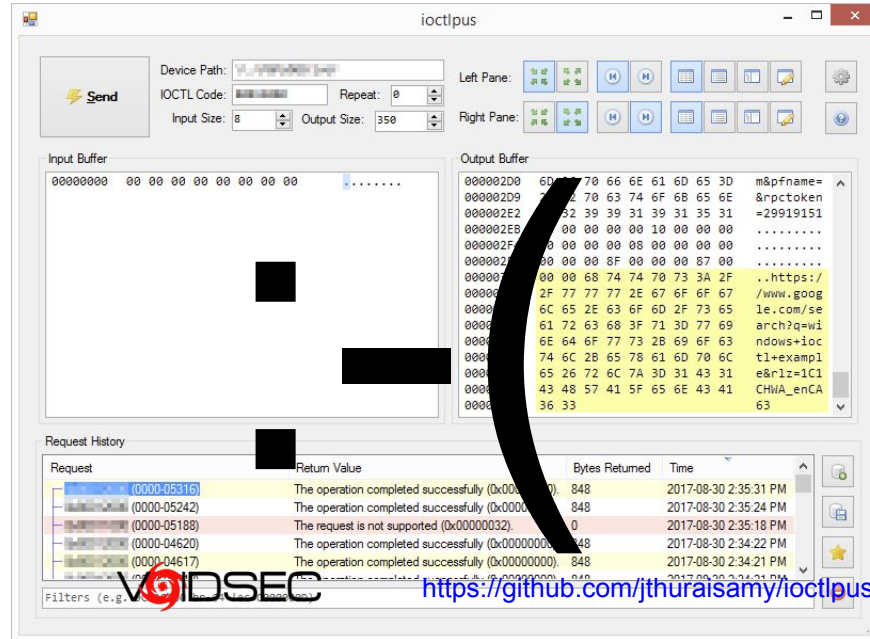 ioctlpus
Send
Device Path:
IOCTL Code:
Repeat: 0
Input Size: 8
Output Size: 350
Left Pane:
Right Pane:
Input Buffer
00000000 00 00 00 00 00 00 00 00 ........
Output Buffer
000002D0 6D 70 66 6E 61 6D 65 3D m&pfname=
000002D9 70 63 74 6F 6B 65 6E &rpctoken
000002E2 32 39 39 31 39 31 35 31 =29919151
000002EB 00 00 00 00 10 00 00 00 .........
00 00 00 00 08 00 00 00 00 .........
00 00 00 8F 00 00 00 87 00 .........
00 00 68 74 74 70 73 3A 2F ..https:/
2F 77 77 77 2E 67 6F 6F 67 /www.goog
6C 65 2E 63 6F 6D 2F 73 65 le.com/se
61 72 63 68 3F 71 3D 77 69 arch?q=wi
6E 64 6F 77 73 2B 69 6F 63 ndows+ioc
74 6C 2B 65 78 61 6D 70 6C tl+exampl
65 26 72 6C 7A 3D 31 43 31 e&rlz=1C1
43 48 57 41 5F 65 6E 43 41 CHWA_enCA
36 33 63
:-(
Request History
Request Return Value Bytes Returned Time
(0000-05316) The operation completed successfully 848 2017-08-30 2:35:31 PM
(0000-05242) The operation completed successfully 848 2017-08-30 2:35:24 PM
(0000-05188) The request is not supported (0x00000032). 0 2017-08-30 2:35:18 PM
(0000-04620) The operation completed successfully 848 2017-08-30 2:34:22 PM
(0000-04617) The operation completed successfully (0x00000000). 848 2017-08-30 2:34:21 PM
VOIDSEC
https://github.com/jthuraisamy/ioctlpus
Filters (e.g.